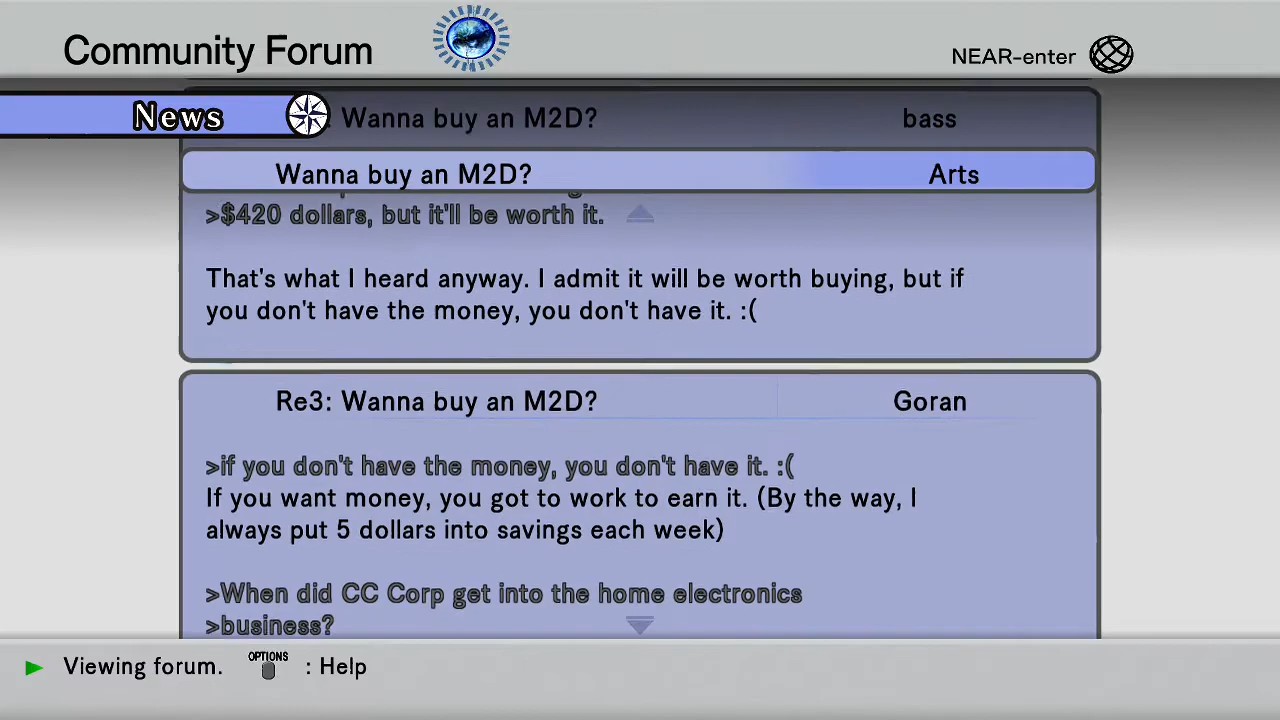 Community Forum
NEAR-enter
News
Wanna buy an M2D?
bass
Wanna buy an M2D?
Arts
>$420 dollars, but it'll be worth it.
That's what I heard anyway. I admit it will be worth buying, but if
you don't have the money, you don't have it. :(
Re3: Wanna buy an M2D?
Goran
>if you don't have the money, you don't have it. :(
If you want money, you got to work to earn it. (By the way, I
always put 5 dollars into savings each week)
>When did CC Corp get into the home electronics
>business?
Viewing forum.
OPTIONS
: Help